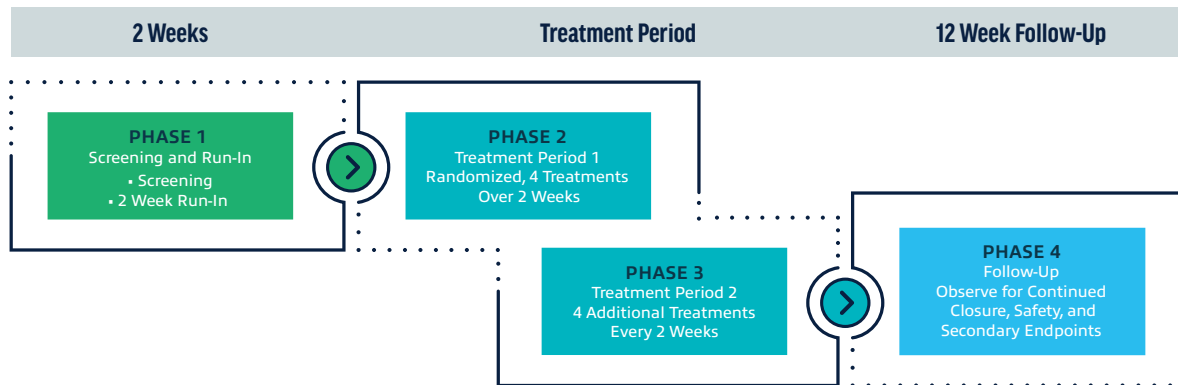 2 Weeks
Treatment Period
12 Week Follow-Up
PHASE 1
Screening and Run-In
• Screening
• 2 Week Run-In
PHASE 2
Treatment Period 1
Randomized, 4 Treatments
Over 2 Weeks
PHASE 3
Treatment Period 2
4 Additional Treatments
Every 2 Weeks
PHASE 4
Follow-Up
Observe for Continued
Closure, Safety, and
Secondary Endpoints